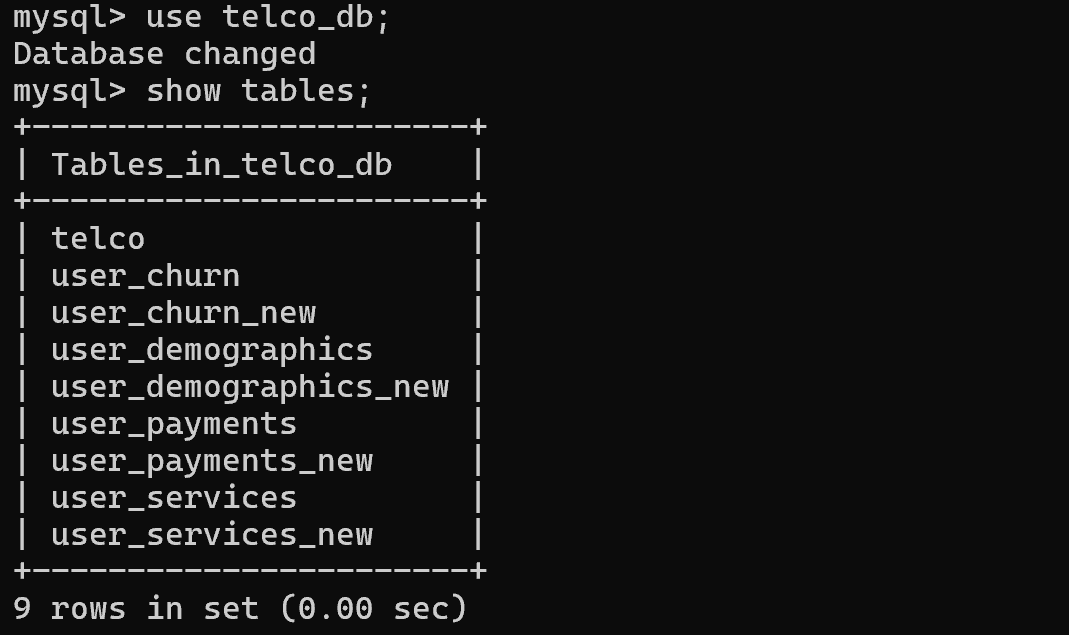 mysql> use telco_db;
Database changed
mysql> show tables;
+-----------------------+
| Tables_in_telco_db    |
+-----------------------+
| telco                 |
| user_churn            |
| user_churn_new        |
| user_demographics     |
| user_demographics_new |
| user_payments         |
| user_payments_new     |
| user_services         |
| user_services_new     |
+-----------------------+
9 rows in set (0.00 sec)